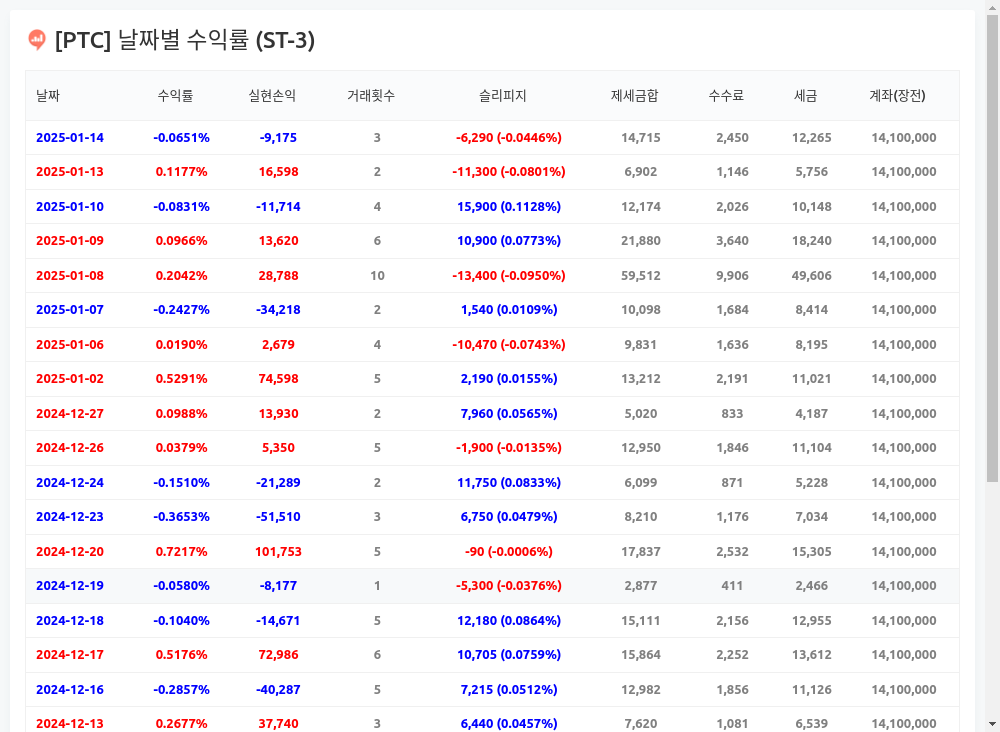 [PTC] 날짜별 수익률 (ST-3)
날짜 수익률 실현손익 거래횟수 슬리피지 제세금합 수수료 세금 계좌(장전)
2025-01-14 -0.0651% -9,175 3 -6,290 (-0.0446%) 14,715 2,450 12,265 14,100,000
2025-01-13 0.1177% 16,598 2 -11,300 (-0.0801%) 6,902 1,146 5,756 14,100,000
2025-01-10 -0.0831% -11,714 4 15,900 (0.1128%) 12,174 2,026 10,148 14,100,000
2025-01-09 0.0966% 13,620 6 10,900 (0.0773%) 21,880 3,640 18,240 14,100,000
2025-01-08 0.2042% 28,788 10 -13,400 (-0.0950%) 59,512 9,906 49,606 14,100,000
2025-01-07 -0.2427% -34,218 2 1,540 (0.0109%) 10,098 1,684 8,414 14,100,000
2025-01-06 0.0190% 2,679 4 -10,470 (-0.0743%) 9,831 1,636 8,195 14,100,000
2025-01-02 0.5291% 74,598 5 2,190 (0.0155%) 13,212 2,191 11,021 14,100,000
2024-12-27 0.0988% 13,930 2 7,960 (0.0565%) 5,020 833 4,187 14,100,000
2024-12-26 0.0379% 5,350 5 -1,900 (-0.0135%) 12,950 1,846 11,104 14,100,000
2024-12-24 -0.1510% -21,289 2 11,750 (0.0833%) 6,099 871 5,228 14,100,000
2024-12-23 -0.3653% -51,510 3 6,750 (0.0479%) 8,210 1,176 7,034 14,100,000
2024-12-20 0.7217% 101,753 5 -90 (-0.0006%) 17,837 2,532 15,305 14,100,000
2024-12-19 -0.0580% -8,177 1 -5,300 (-0.0376%) 2,877 411 2,466 14,100,000
2024-12-18 -0.1040% -14,671 5 12,180 (0.0864%) 15,111 2,156 12,955 14,100,000
2024-12-17 0.5176% 72,986 6 10,705 (0.0759%) 15,864 2,252 13,612 14,100,000
2024-12-16 -0.2857% -40,287 5 7,215 (0.0512%) 12,982 1,856 11,126 14,100,000
2024-12-13 0.2677% 37,740 3 6,440 (0.0457%) 7,620 1,081 6,539 14,100,000